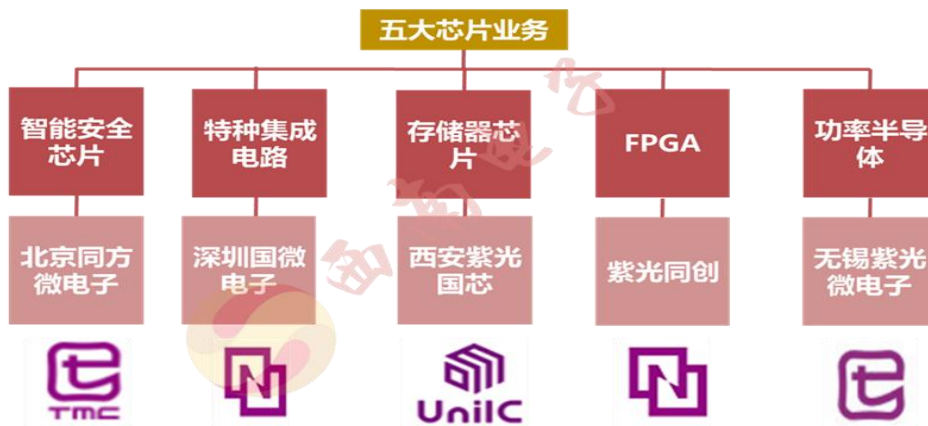 五大芯片业务
智能安全
芯片
特种集成
电路
存储器芯
片
FPGA
功率半导
体
北京同方
微电子
深圳国微
电子
西安紫光
国芯
紫光同创
无锡紫光
微电子
TMC
UniIC